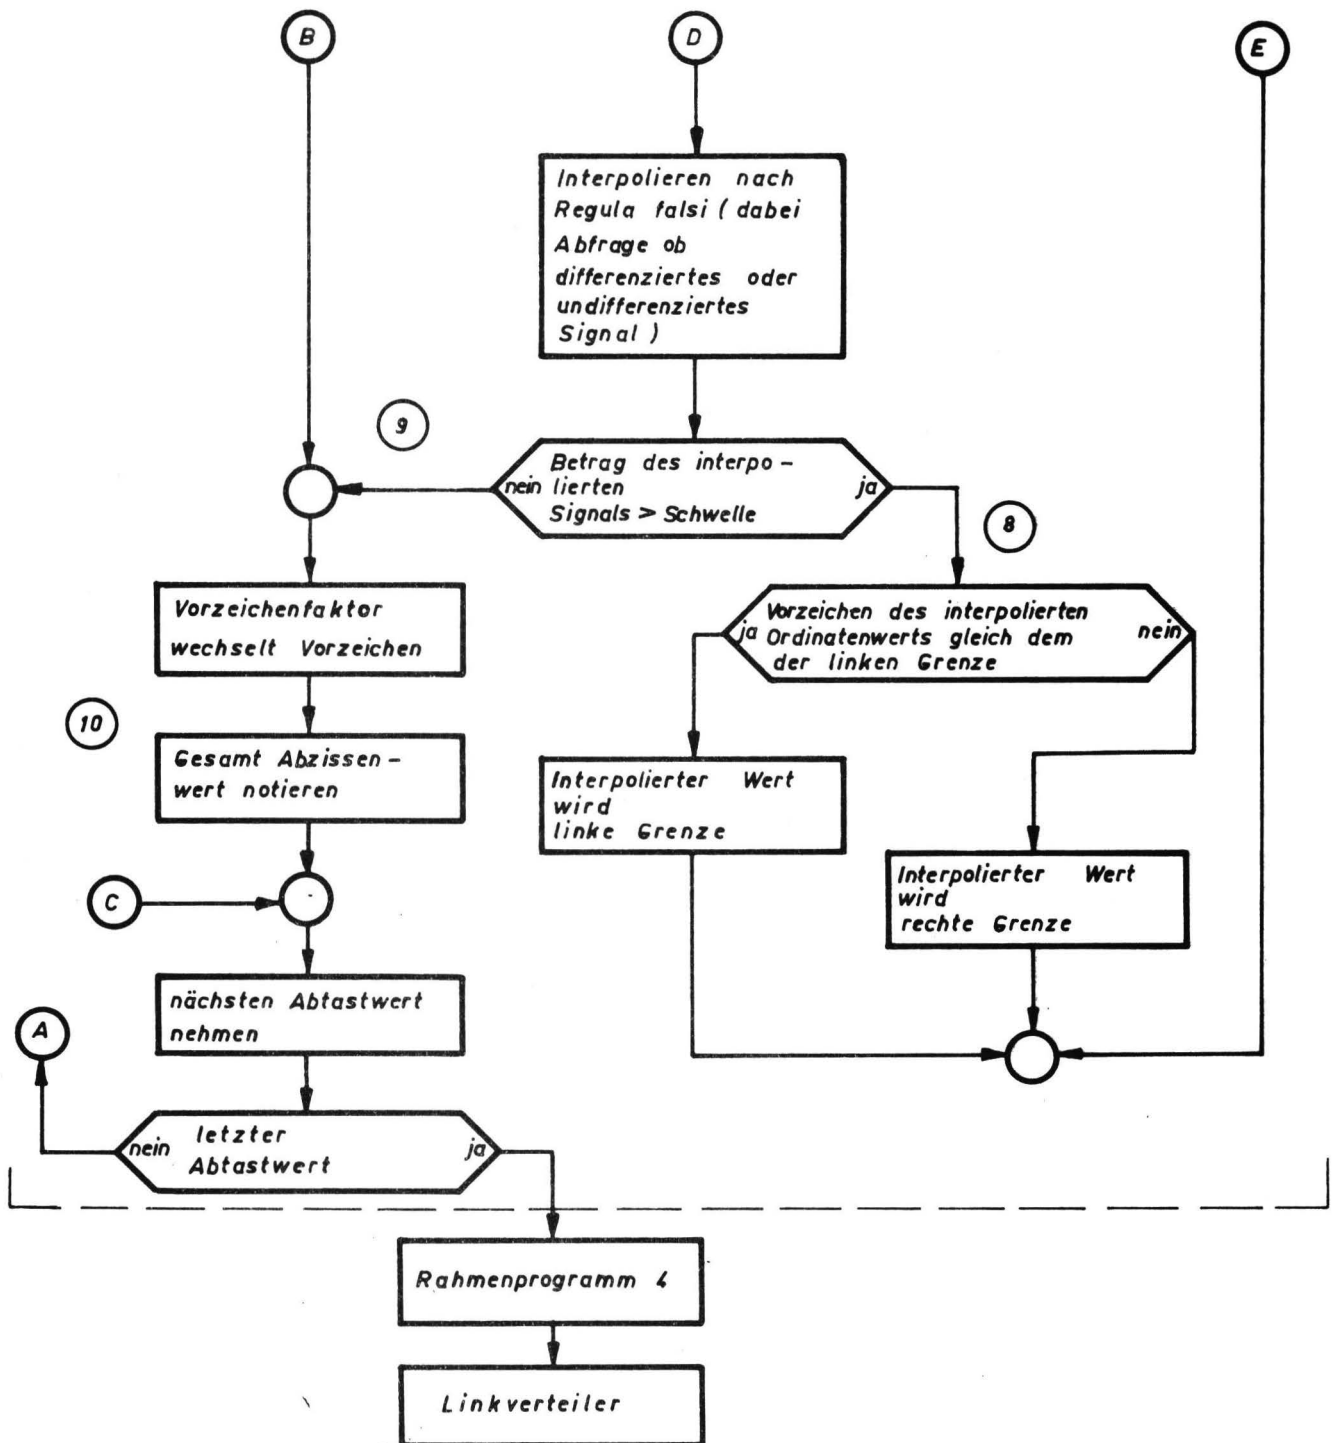 B
D
E
Interpolieren nach
Regula falsi ( dabei
Abfrage ob
differenziertes oder
undifferenziertes
Signal )
9
nein
Betrag des interpo -
lierten
Signals > Schwelle
ja
8
Vorzeichenfaktor
wechselt Vorzeichen
ja
Vorzeichen des interpolierten
Ordinatenwerts gleich dem
der linken Grenze
nein
10
Gesamt Abzissen -
wert notieren
Interpolierter Wert
wird
linke Grenze
Interpolierter Wert
wird
rechte Grenze
C
nächsten Abtastwert
nehmen
A
nein
letzter
Abtastwert
ja
Rahmenprogramm 4
Linkverteiler